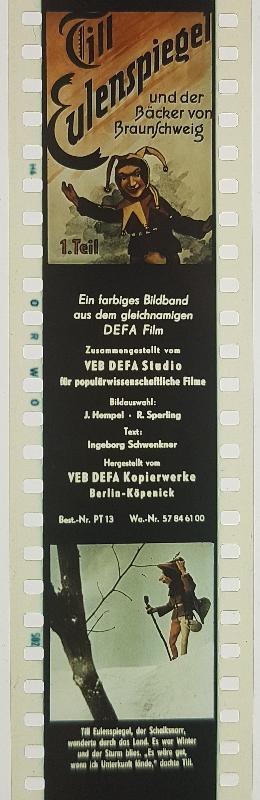 Till
Eulenspiegel
und der
Bäcker von
Braunschweig
1. Teil
Ein farbiges Bildband
aus dem gleichnamigen
DEFA Film
Zusammengestellt vom
VEB DEFA Studio
für populärwissenschaftliche Filme
Bildauswahl:
J. Hempel · R. Sperling
Text:
Ingeborg Schwenkner
Hergestellt vom
VEB DEFA Kopierwerke
Berlin-Köpenick
Best.-Nr. PT 13 Wa.-Nr. 57 84 61 00
ORWO
Till Eulenspiegel, der Schalksnarr,
wanderte durch das Land. Es war Winter
und der Sturm blies. „Es wäre gut,
wenn ich Unterkunft fände,“ dachte Till.